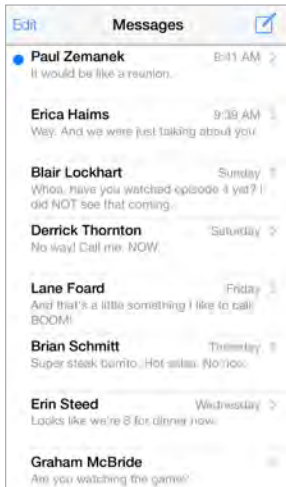 Edit Messages
Paul Zemanek 8:41 AM
It would be like a reunion.
Erica Haims 9:39 AM
Way. And we were just talking about you.
Blair Lockhart Sunday
Whoa, have you watched episode 4 yet? I
did NOT see that coming.
Derrick Thornton Saturday
No way! Call me. NOW.
Lane Foard Friday
And that's a little something I like to call
BOOM!
Brian Schmitt Thursday
Super steak burrito. Hot salsa. No rice.
Erin Steed Wednesday
Looks like we're 8 for dinner now.
Graham McBride
Are you watching the game?